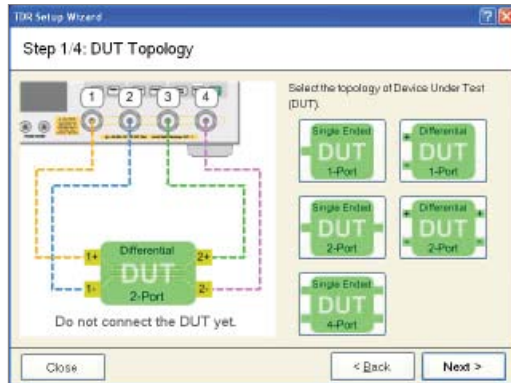 TDR Setup Wizard
Step 1/4: DUT Topology
1 2 3 4
Differential
DUT
2-Port
1+
1-
2+
2-
Do not connect the DUT yet.
Select the topology of Device Under Test
(DUT).
Single Ended
DUT
1-Port
Differential
DUT
1-Port
Single Ended
DUT
2-Port
Differential
DUT
2-Port
Single Ended
DUT
4-Port
Close
< Back
Next >